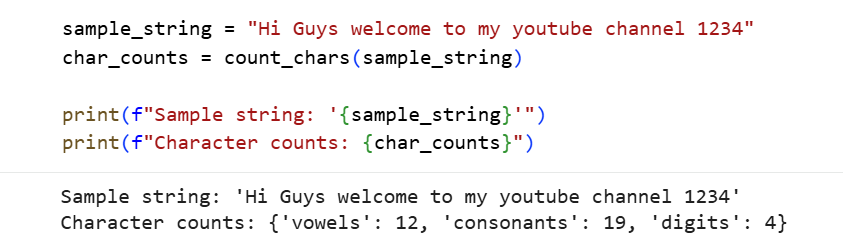 sample_string = "Hi Guys welcome to my youtube channel 1234"
char_counts = count_chars(sample_string)
print(f"Sample string: '{sample_string}'")
print(f"Character counts: {char_counts}")
Sample string: 'Hi Guys welcome to my youtube channel 1234'
Character counts: {'vowels': 12, 'consonants': 19, 'digits': 4}